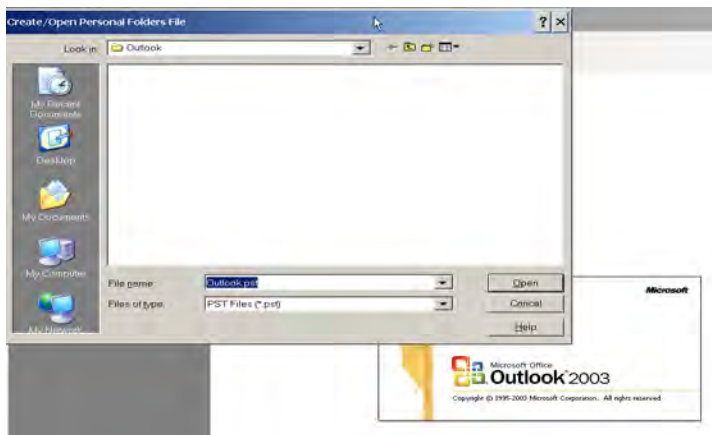 Create/Open Personal Folders File
Look in: Outlook
My Recent
Documents
Desktop
My Documents
My Computer
My Network
File name: Outlook.pst Open
Files of type: PST Files (*.pst) Cancel
Help
Microsoft
Microsoft Office
Outlook 2003
Copyright © 1995-2003 Microsoft Corporation. All rights reserved.